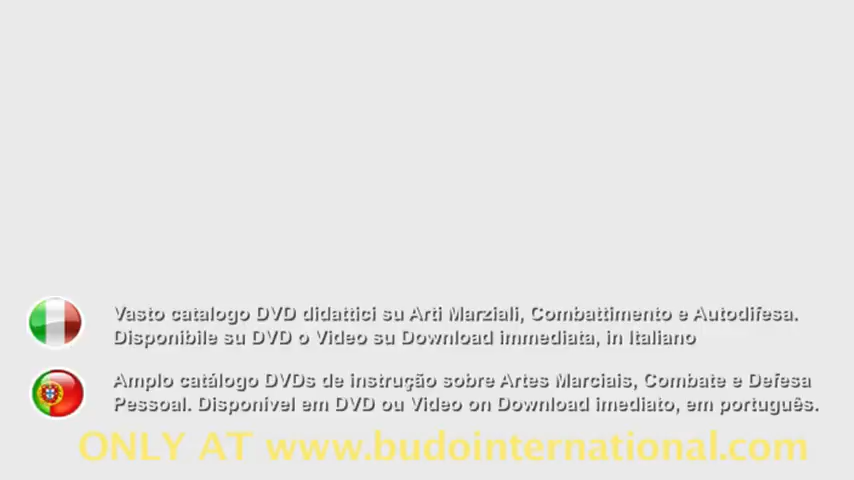 Vasto catalogo DVD didattici su Arti Marziali, Combattimento e Autodifesa.
Disponibile su DVD o Video su Download immediata, in Italiano
Amplo catálogo DVDs de instrução sobre Artes Marciais, Combate e Defesa
Pessoal. Disponível em DVD ou Video on Download imediato, em português.
ONLY AT www.budointernational.com